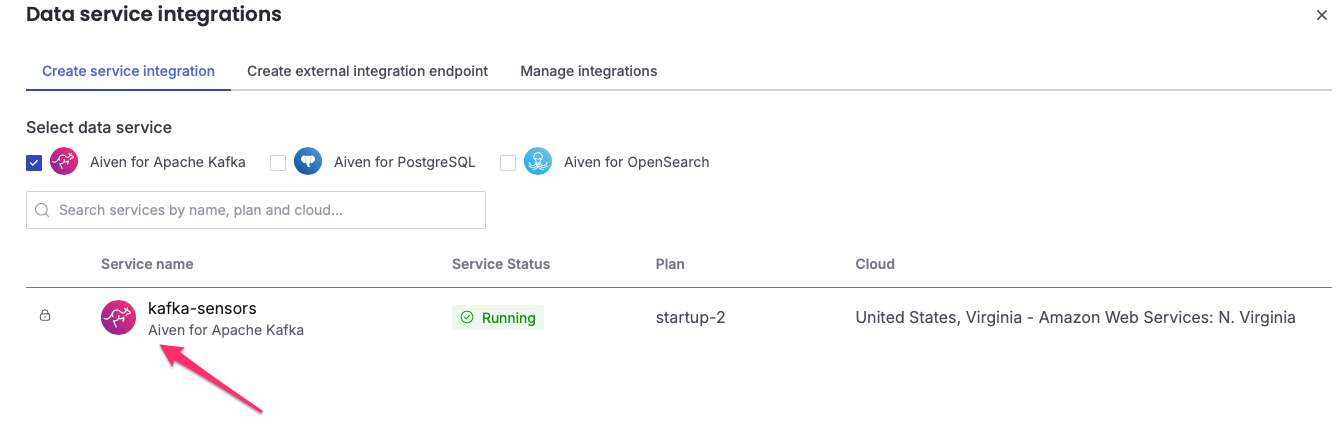 Data service integrations
Create service integration Create external integration endpoint Manage integrations
Select data service
Aiven for Apache Kafka Aiven for PostgreSQL Aiven for OpenSearch
Search services by name, plan and cloud...
Service name Service Status Plan Cloud
kafka-sensors
Aiven for Apache Kafka
Running startup-2 United States, Virginia - Amazon Web Services: N. Virginia